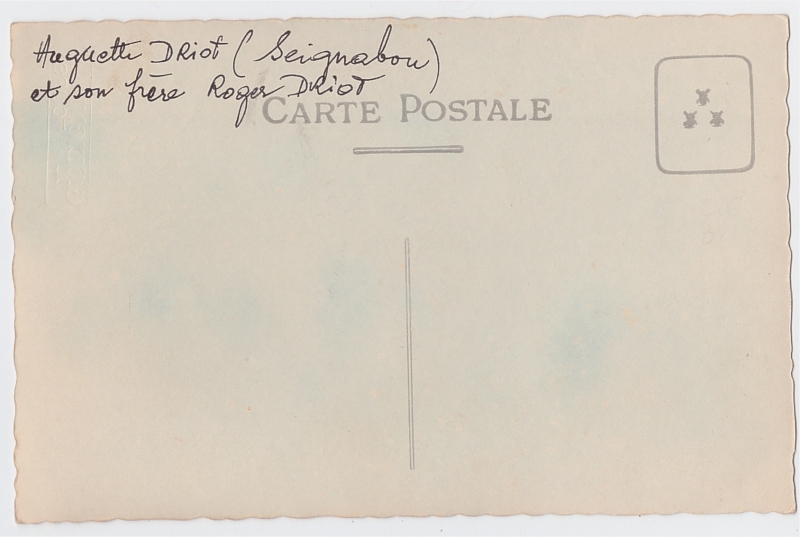 Huguette DRIOT (Seignabou)
et son frère Roger DRIOT
CARTE POSTALE